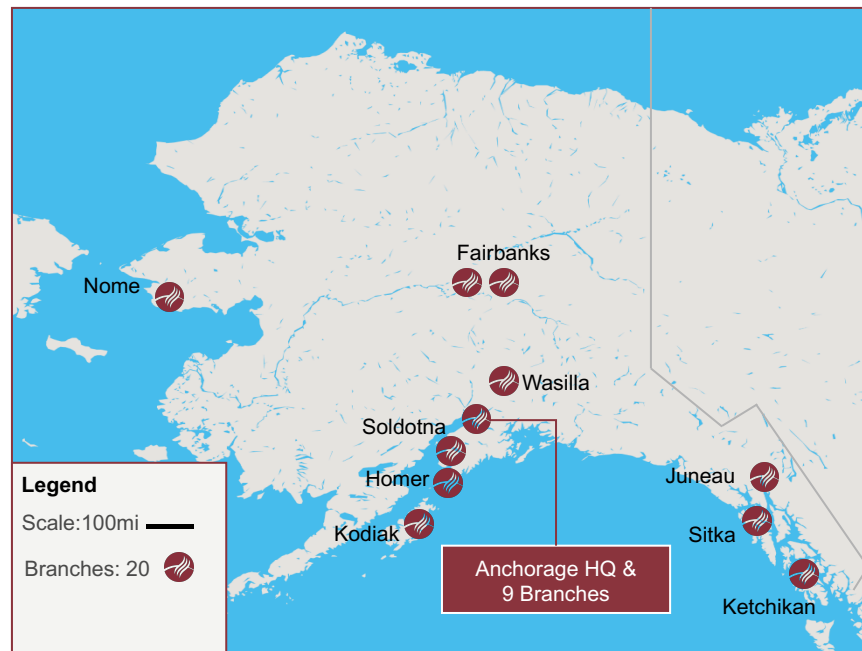 Fairbanks
Nome
Wasilla
Soldotna
Homer
Kodiak
Juneau
Sitka
Ketchikan
Anchorage HQ &
9 Branches
Legend
Scale:100mi
Branches: 20